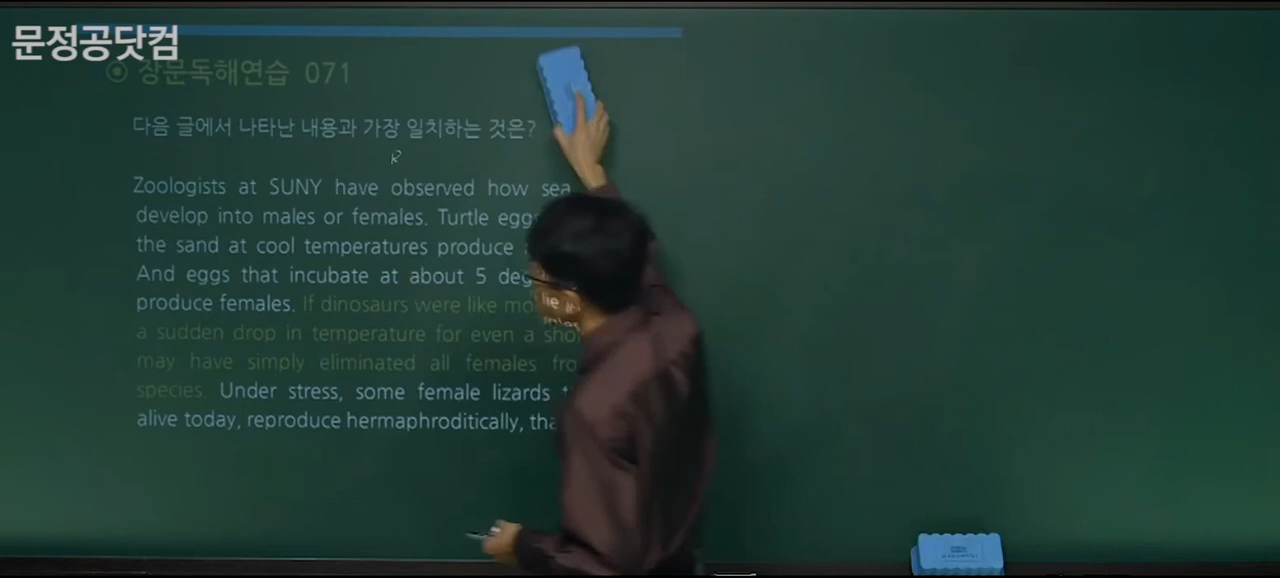 문정공닷컴
장문독해연습 071
다음 글에서 나타난 내용과 가장 일치하는 것은?
Zoologists at SUNY have observed how sea
develop into males or females. Turtle egg
the sand at cool temperatures produce
And eggs that incubate at about 5 deg
produce females. If dinosaurs were like mo
lie
a sudden drop in temperature for even a sho
may have simply eliminated all females fro
species. Under stress, some female lizards
alive today, reproduce hermaphroditically, tha